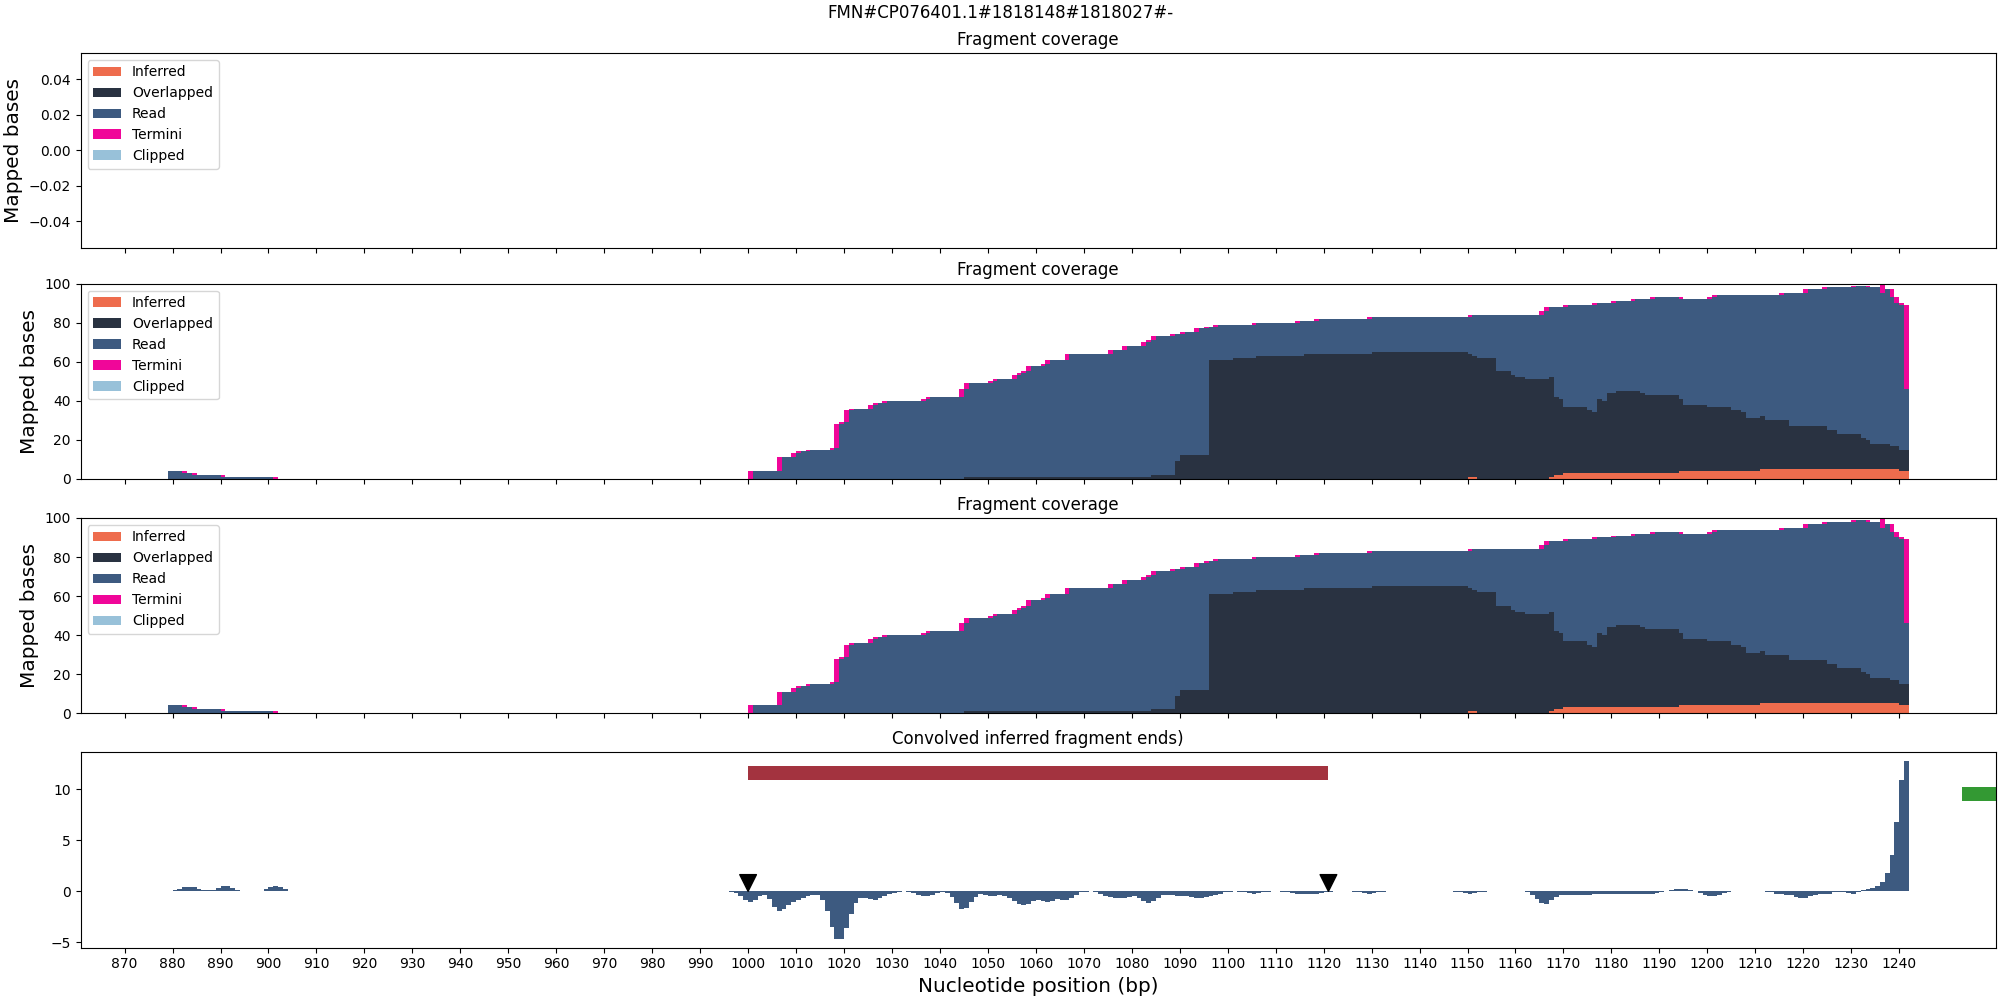 FMN#CP076401.1#1818148#1818027#-
Fragment coverage
Mapped bases
0.04
0.02
0.00
−0.02
−0.04
Inferred
Overlapped
Read
Termini
Clipped
Fragment coverage
Mapped bases
100
80
60
40
20
0
Inferred
Overlapped
Read
Termini
Clipped
Fragment coverage
Mapped bases
100
80
60
40
20
0
Inferred
Overlapped
Read
Termini
Clipped
Convolved inferred fragment ends)
10
5
0
−5
870 880 890 900 910 920 930 940 950 960 970 980 990 1000 1010 1020 1030 1040 1050 1060 1070 1080 1090 1100 1110 1120 1130 1140 1150 1160 1170 1180 1190 1200 1210 1220 1230 1240
Nucleotide position (bp)